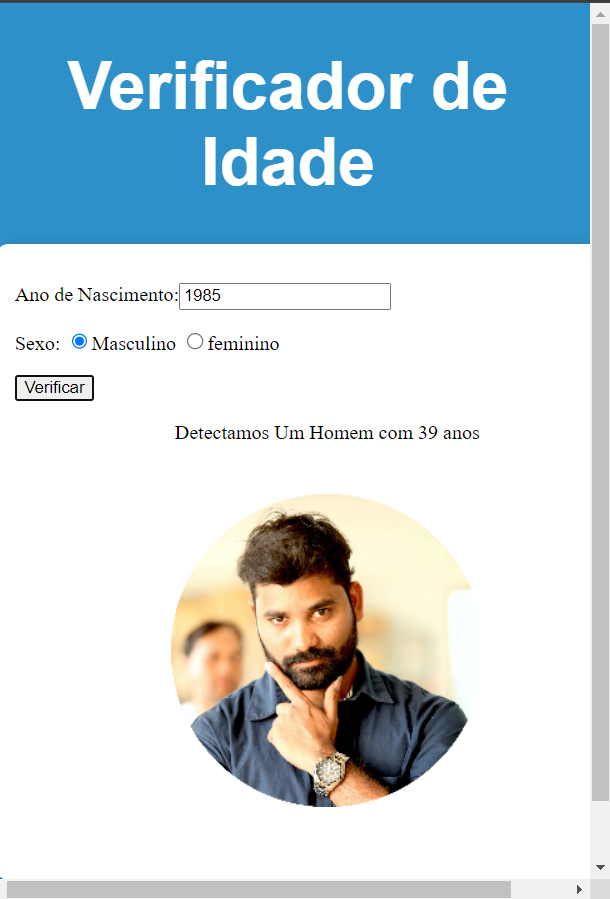 Verificador de
Idade
Ano de Nascimento: 1985
Sexo: Masculino feminino
Verificar
Detectamos Um Homem com 39 anos